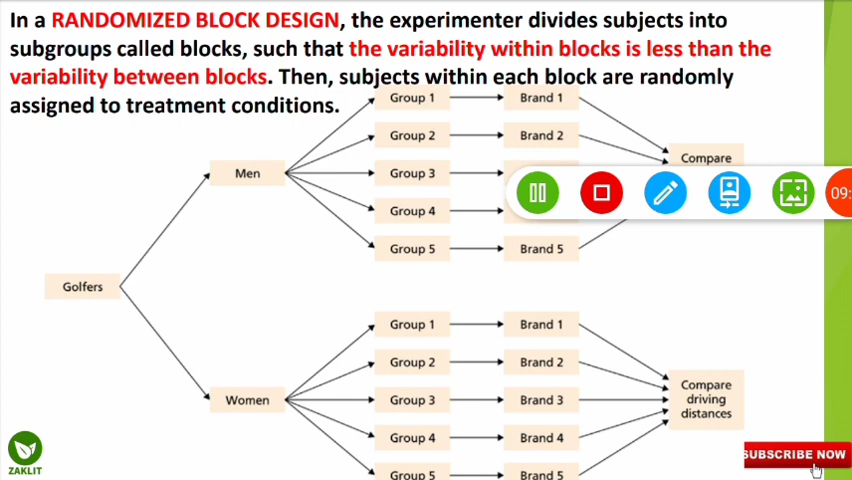 In a RANDOMIZED BLOCK DESIGN, the experimenter divides subjects into
subgroups called blocks, such that the variability within blocks is less than the
variability between blocks. Then, subjects within each block are randomly
assigned to treatment conditions.
Group 1 Brand 1
Group 2 Brand 2
Compare
Men Group 3
09:
Group 4
Group 5 Brand 5
Golfers
Group 1 Brand 1
Group 2 Brand 2
Women Group 3 Brand 3
Compare
driving
distances
Group 4 Brand 4
Group 5 Brand 5
ZAKLIT
SUBSCRIBE NOW